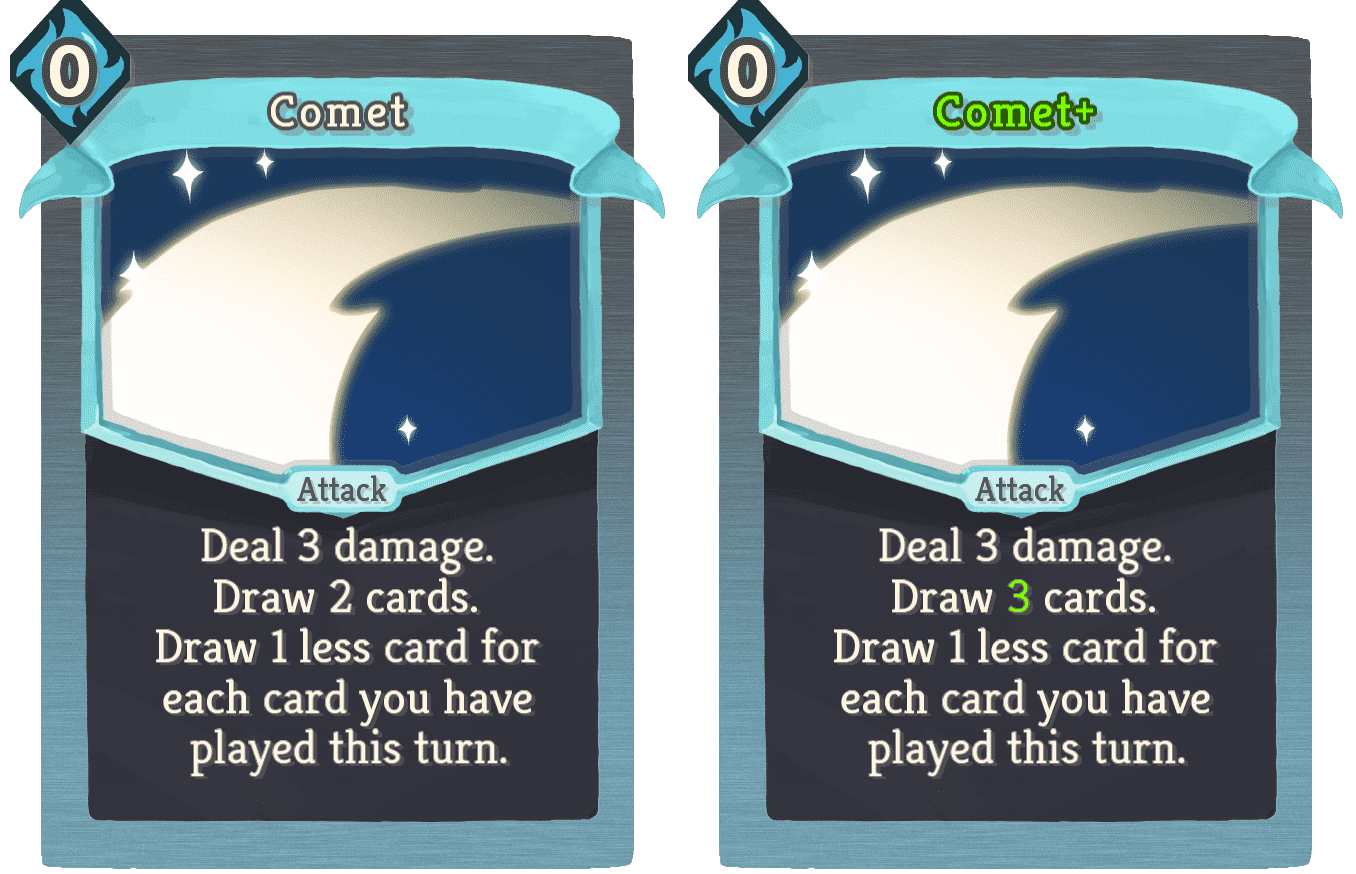 0
Comet
Attack
Deal 3 damage.
Draw 2 cards.
Draw 1 less card for
each card you have
played this turn.
0
Comet+
Attack
Deal 3 damage.
Draw 3 cards.
Draw 1 less card for
each card you have
played this turn.